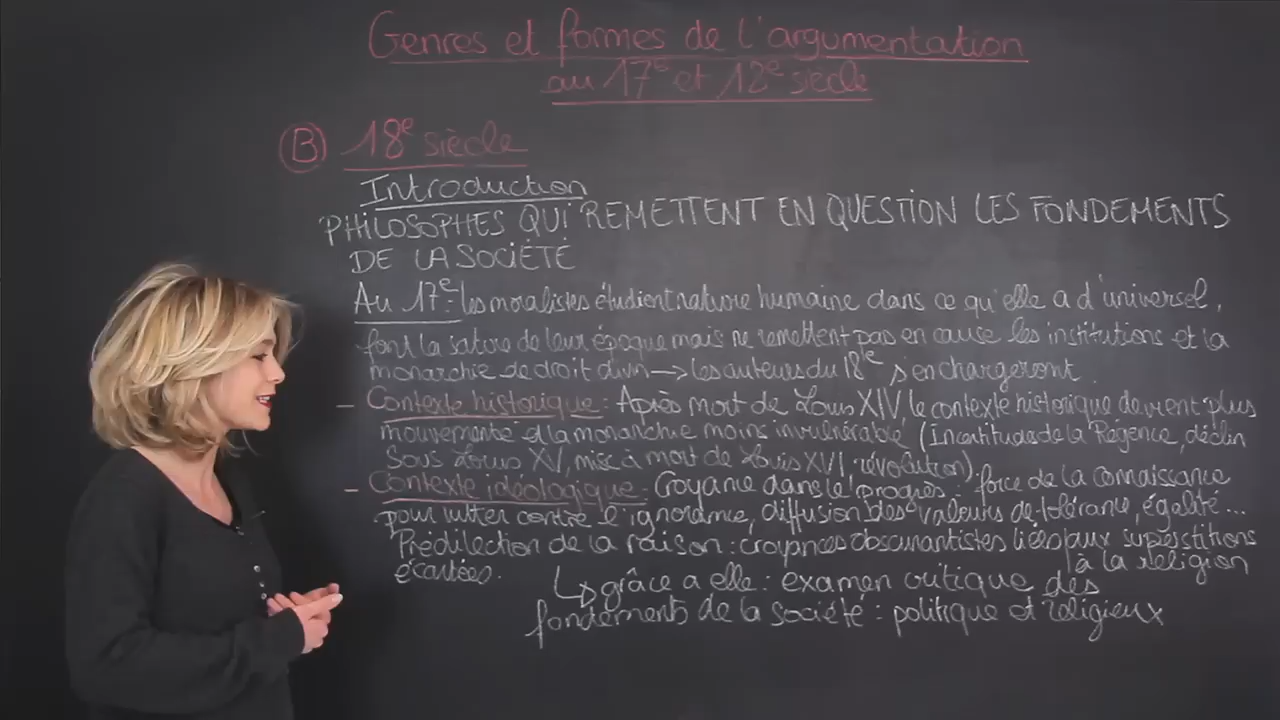 Genres et formes de l'argumentation
au 17e et 18e siècle
B 18e siècle
Introduction
PHILOSOPHES QUI REMETTENT EN QUESTION LES FONDEMENTS
DE LA SOCIÉTÉ
Au 17e: les moralistes étudient nature humaine dans ce qu'elle a d'universel,
font la satire de leur époque mais ne remettent pas en cause les institutions et la
monarchie de droit divin → les auteurs du 18e s'en chargeront.
– Contexte historique : Après mort de Louis XIV le contexte historique devient plus
mouvementé et la monarchie moins invulnérable (Incertitudes de la Régence, déclin
sous Louis XV, mise à mort de Louis XVI, révolution).
– Contexte idéologique : Croyance dans le progrès : force de la connaissance
pour lutter contre l'ignorance, diffusion des valeurs de tolérance, égalité...
Prédilection de la raison : croyances obscurantistes liées aux superstitions
écartées. à la religion
↳ grâce a elle : examen critique des
fondements de la société : politique et religieux